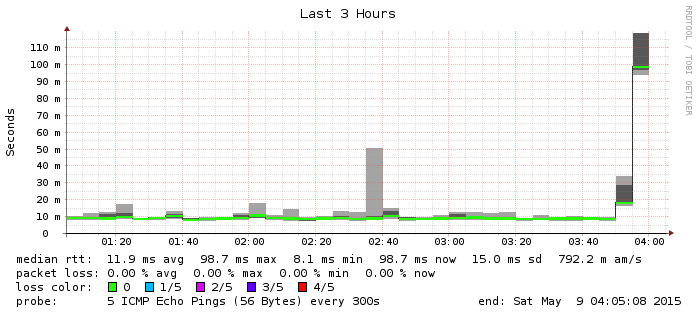 Last 3 Hours
RRDTOOL / TOBI OETIKER
Seconds
110 m
100 m
90 m
80 m
70 m
60 m
50 m
40 m
30 m
20 m
10 m
0
01:20 01:40 02:00 02:20 02:40 03:00 03:20 03:40 04:00
median rtt: 11.9 ms avg 98.7 ms max 8.1 ms min 98.7 ms now 15.0 ms sd 792.2 m am/s
packet loss: 0.00 % avg 0.00 % max 0.00 % min 0.00 % now
loss color: 0 1/5 2/5 3/5 4/5
probe: 5 ICMP Echo Pings (56 Bytes) every 300s end: Sat May 9 04:05:08 2015